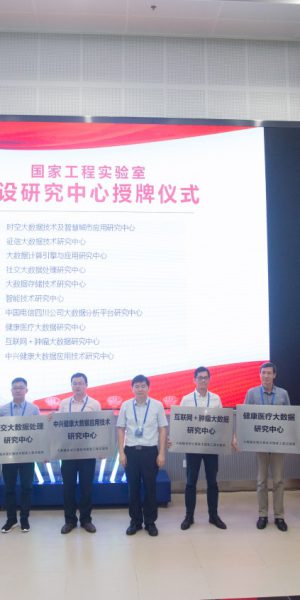 国家工程实验室
设研究中心授牌仪式
时交大数据技术及智慧城市应用研究中心
征信大数据技术研究中心
大数据计算引擎与应用研究中心
社交大数据处理研究中心
大数据存储技术研究中心
智能技术研究中心
中国电信四川公司大数据分析平台研究中心
健康医疗大数据研究中心
互联网+肿瘤大数据研究中心
中兴健康大数据应用技术研究中心
交大数据处理
研究中心
中兴健康大数据应用技术
研究中心
互联网+肿瘤大数据
研究中心
健康医疗大数据
研究中心